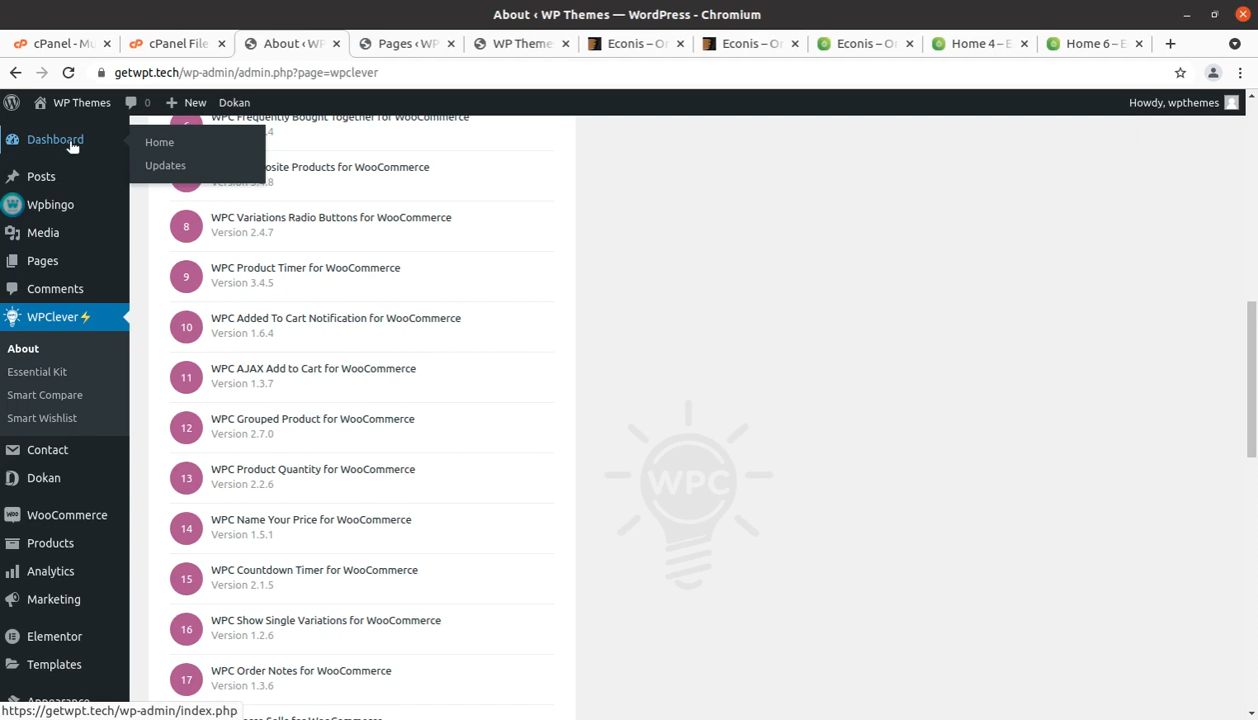 About ‹ WP Themes — WordPress - Chromium
cPanel - Mu
cPanel File
About ‹ WP
Pages ‹ WP
WP Theme
Econis – Or
Econis – Or
Econis – Or
Home 4 – E
Home 6 – E
getwpt.tech/wp-admin/admin.php?page=wpclever
WP Themes
0
New
Dokan
Howdy, wpthemes
Dashboard
Home
Updates
Posts
Wpbingo
Media
Pages
Comments
WPClever⚡
About
Essential Kit
Smart Compare
Smart Wishlist
Contact
Dokan
WooCommerce
Products
Analytics
Marketing
Elementor
Templates
Appearance
WPC Frequently Bought Together for WooCommerce
.4
osite Products for WooCommerce
8
WPC Variations Radio Buttons for WooCommerce
Version 2.4.7
9
WPC Product Timer for WooCommerce
Version 3.4.5
10
WPC Added To Cart Notification for WooCommerce
Version 1.6.4
11
WPC AJAX Add to Cart for WooCommerce
Version 1.3.7
12
WPC Grouped Product for WooCommerce
Version 2.7.0
13
WPC Product Quantity for WooCommerce
Version 2.2.6
14
WPC Name Your Price for WooCommerce
Version 1.5.1
15
WPC Countdown Timer for WooCommerce
Version 2.1.5
16
WPC Show Single Variations for WooCommerce
Version 1.2.6
17
WPC Order Notes for WooCommerce
Version 1.3.6
WPC
https://getwpt.tech/wp-admin/index.php